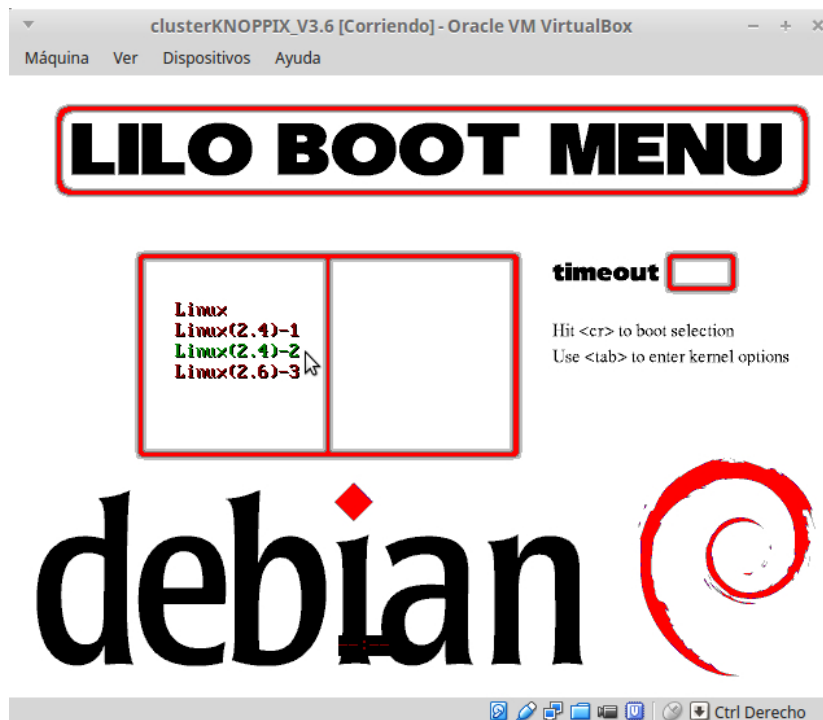 clusterKNOPPIX_V3.6 [Corriendo] - Oracle VM VirtualBox
Máquina Ver Dispositivos Ayuda
LILO BOOT MENU
timeout
Linux
Linux(2.4)-1
Linux(2.4)-2
Linux(2.6)-3
Hit <cr> to boot selection
Use <tab> to enter kernel options
debian
Ctrl Derecho